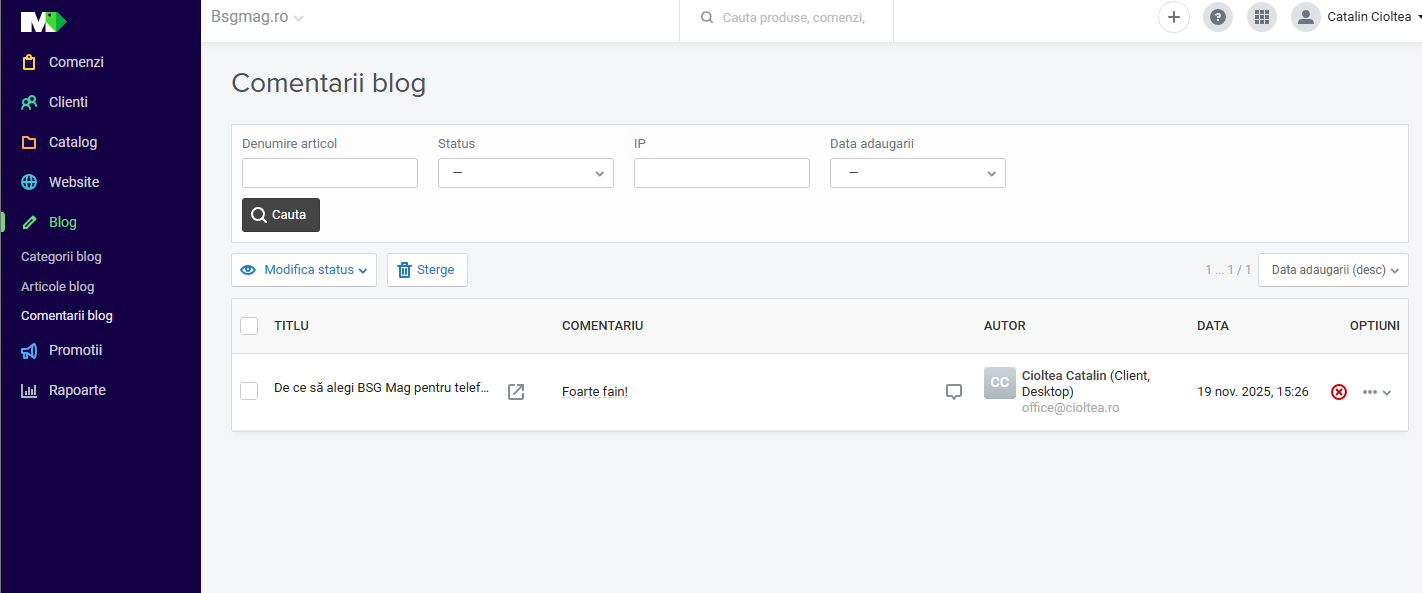 Bsgmag.ro
Cauta produse, comenzi,
Catalin Cioltea
Comenzi
Clienti
Catalog
Website
Blog
Categorii blog
Articole blog
Comentarii blog
Promotii
Rapoarte
Comentarii blog
Denumire articol Status IP Data adaugarii
— —
Cauta
Modifica status Sterge 1 ... 1 / 1 Data adaugarii (desc)
TITLU COMENTARIU AUTOR DATA OPTIUNI
De ce să alegi BSG Mag pentru telef... Foarte fain! CC Cioltea Catalin (Client, Desktop) 19 nov. 2025, 15:26
office@cioltea.ro